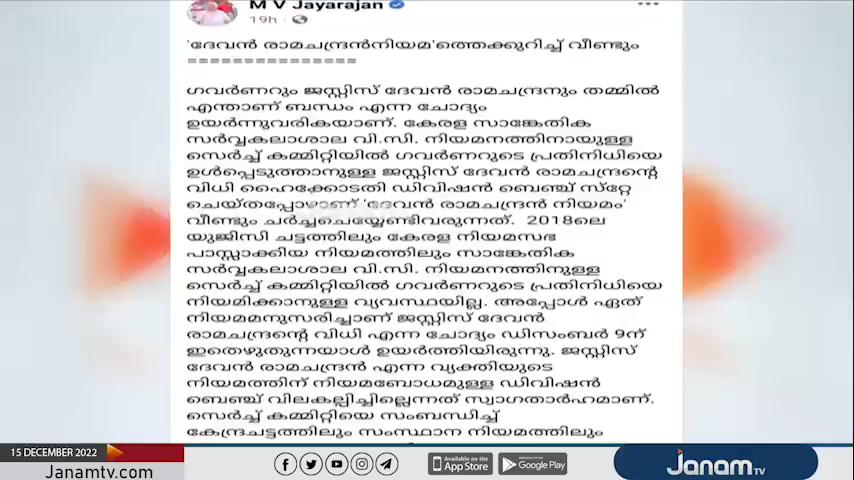 M V Jayarajan
19h
'ദേവൻ രാമചന്ദ്രൻനിയമ'ത്തെക്കുറിച്ച് വീണ്ടും
===============
ഗവർണറും ജസ്റ്റിസ് ദേവൻ രാമചന്ദ്രനും തമ്മിൽ
എന്താണ് ബന്ധം എന്ന ചോദ്യം
ഉയർന്നുവരികയാണ്. കേരള സാങ്കേതിക
സർവ്വകലാശാല വി.സി. നിയമനത്തിനായുള്ള
സെർച്ച് കമ്മിറ്റിയിൽ ഗവർണറുടെ പ്രതിനിധിയെ
ഉൾപ്പെടുത്താനുള്ള ജസ്റ്റിസ് ദേവൻ രാമചന്ദ്രന്റെ
വിധി ഹൈക്കോടതി ഡിവിഷൻ ബെഞ്ച് സ്‌റ്റേ
ചെയ്തപ്പോഴാണ് 'ദേവൻ രാമചന്ദ്രൻ നിയമം'
വീണ്ടും ചർച്ചചെയ്യേണ്ടിവരുന്നത്. 2018ലെ
യുജിസി ചട്ടത്തിലും കേരള നിയമസഭ
പാസ്സാക്കിയ നിയമത്തിലും സാങ്കേതിക
സർവ്വകലാശാല വി.സി. നിയമനത്തിനുള്ള
സെർച്ച് കമ്മിറ്റിയിൽ ഗവർണറുടെ പ്രതിനിധിയെ
നിയമിക്കാനുള്ള വ്യവസ്ഥയില്ല. അപ്പോൾ ഏത്
നിയമമനുസരിച്ചാണ് ജസ്റ്റിസ് ദേവൻ
രാമചന്ദ്രന്റെ വിധി എന്ന ചോദ്യം ഡിസംബർ 9ന്
ഇതെഴുതുന്നയാൾ ഉയർത്തിയിരുന്നു. ജസ്റ്റിസ്
ദേവൻ രാമചന്ദ്രൻ എന്ന വ്യക്തിയുടെ
നിയമത്തിന് നിയമബോധമുള്ള ഡിവിഷൻ
ബെഞ്ച് വിലകല്പിച്ചില്ലെന്നത് സ്വാഗതാർഹമാണ്.
സെർച്ച് കമ്മിറ്റിയെ സംബന്ധിച്ച്
കേന്ദ്രചട്ടത്തിലും സംസ്ഥാന നിയമത്തിലും
15 DECEMBER 2022
Janamtv.com
Available on the App Store
GET IT ON Google Play
Janam TV